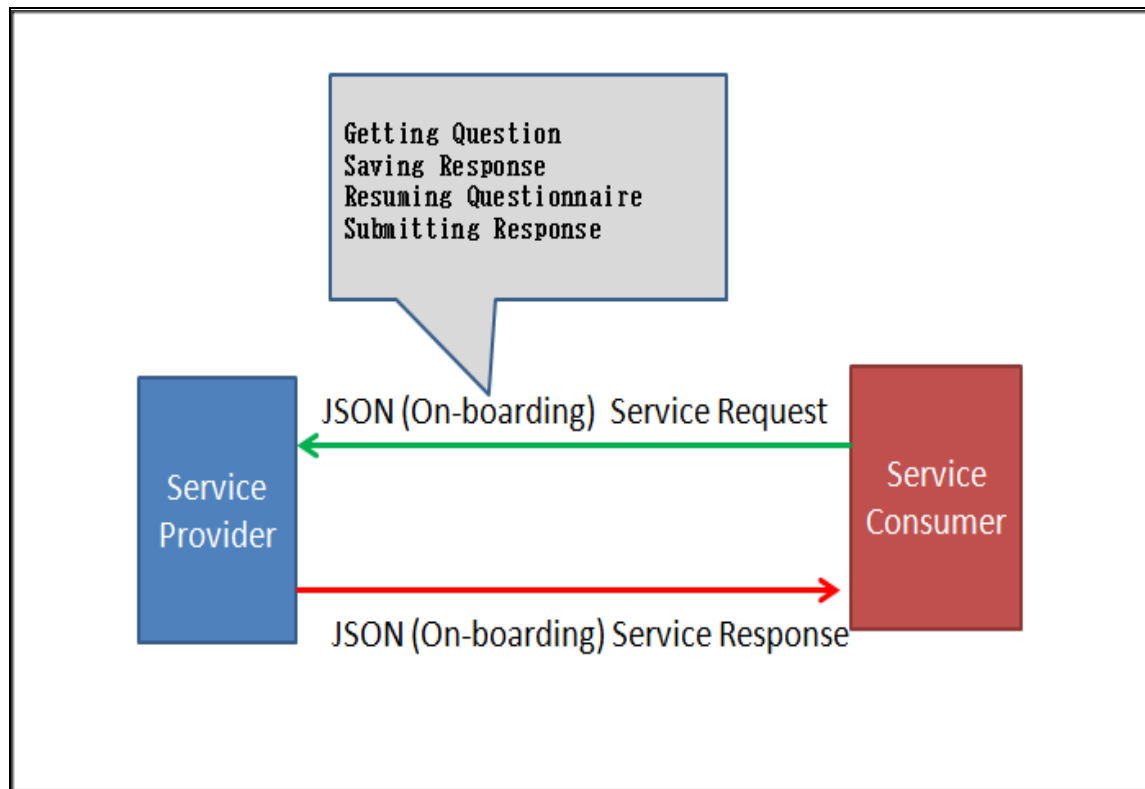 Getting Question
Saving Response
Resuming Questionnaire
Submitting Response
JSON (On-boarding) Service Request
Service
Provider
Service
Consumer
JSON (On-boarding) Service Response